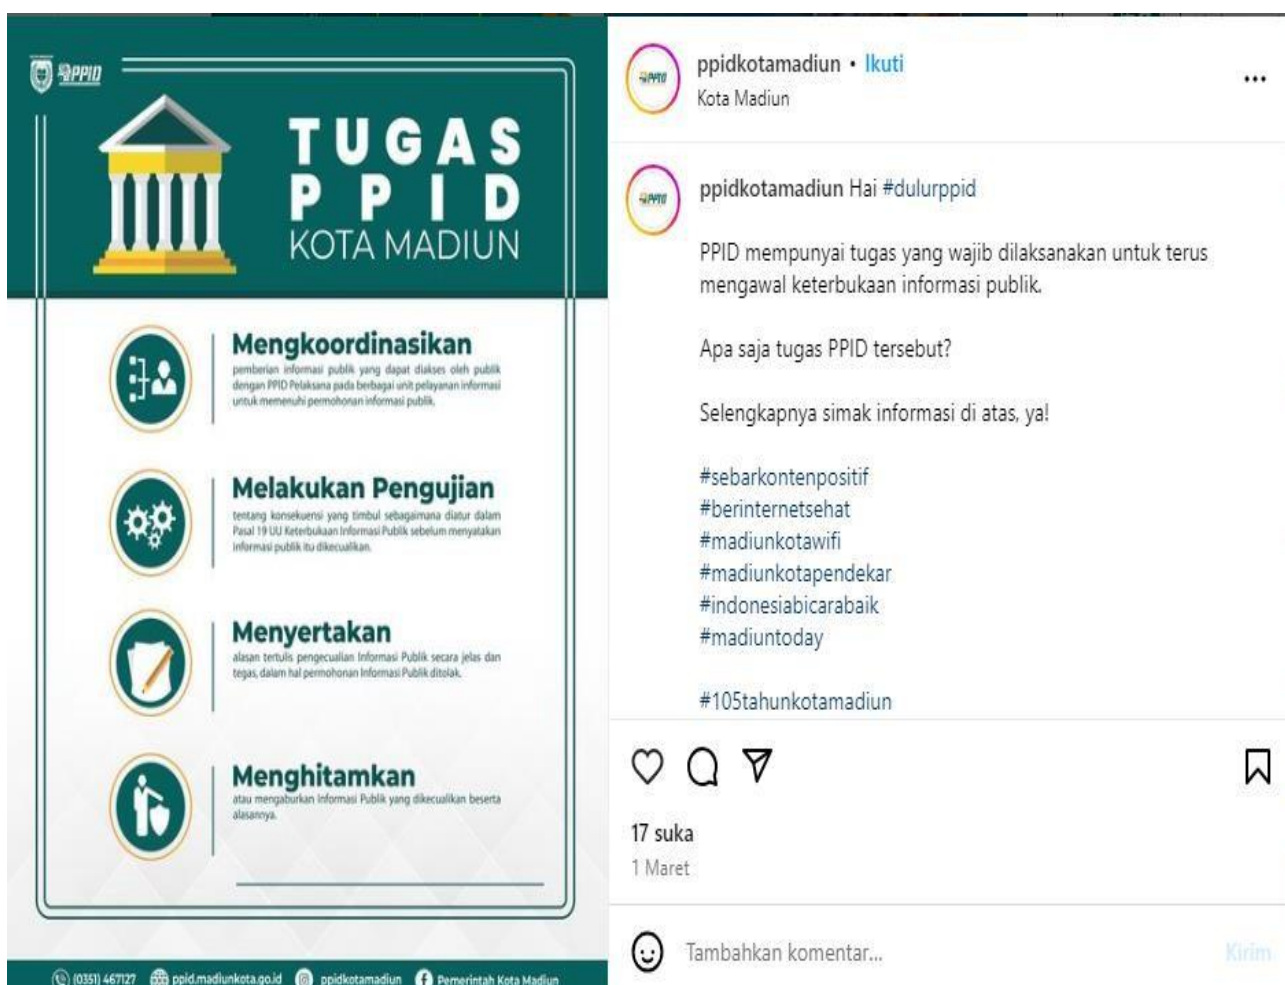 PPID
TUGAS
PPID
KOTA MADIUN
Mengkoordinasikan
pemberian informasi publik yang dapat diakses oleh publik
dengan PPID Pelaksana pada berbagai unit pelayanan informasi
untuk memenuhi permohonan informasi publik.
Melakukan Pengujian
tentang konsekuensi yang timbul sebagaimana diatur dalam
Pasal 19 UU Keterbukaan Informasi Publik sebelum menyatakan
Informasi publik itu dikecualikan.
Menyertakan
alasan tertulis pengecualian Informasi Publik secara jelas dan
tegas, dalam hal permohonan Informasi Publik ditolak.
Menghitamkan
atau mengaburkan Informasi Publik yang dikecualikan beserta
alasannya.
(0351) 467127 ppid.madiunkota.go.id ppidkotamadiun Pemerintah Kota Madiun
PPID
ppidkotamadiun • Ikuti
Kota Madiun
PPID
ppidkotamadiun Hai #dulurppid
PPID mempunyai tugas yang wajib dilaksanakan untuk terus
mengawal keterbukaan informasi publik.
Apa saja tugas PPID tersebut?
Selengkapnya simak informasi di atas, ya!
#sebarkontenpositif
#berinternetsehat
#madiunkotawifi
#madiunkotapendekar
#indonesiabicarabaik
#madiuntoday
#105tahunkotamadiun
17 suka
1 Maret
Tambahkan komentar...
Kirim